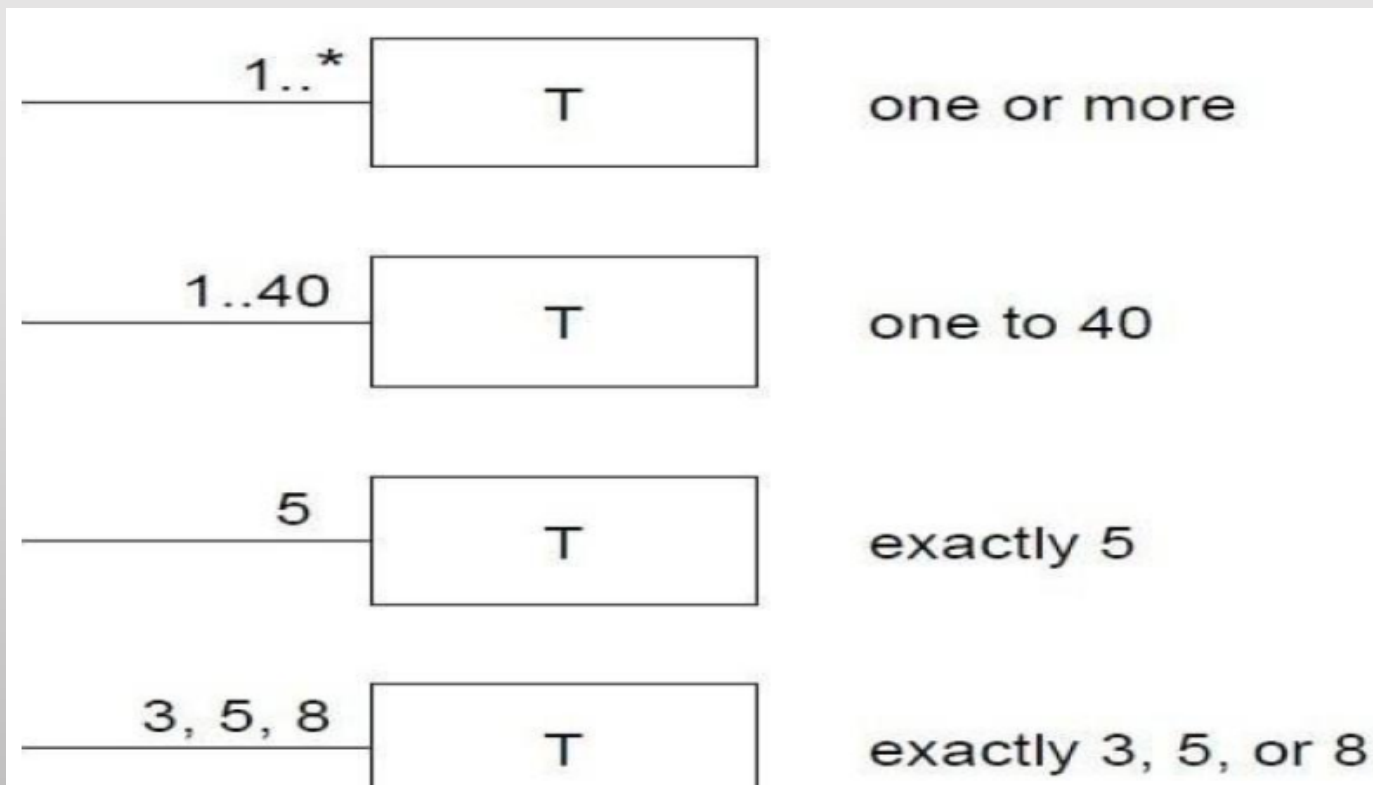 1..*
T
one or more
1..40
T
one to 40
5
T
exactly 5
3, 5, 8
T
exactly 3, 5, or 8